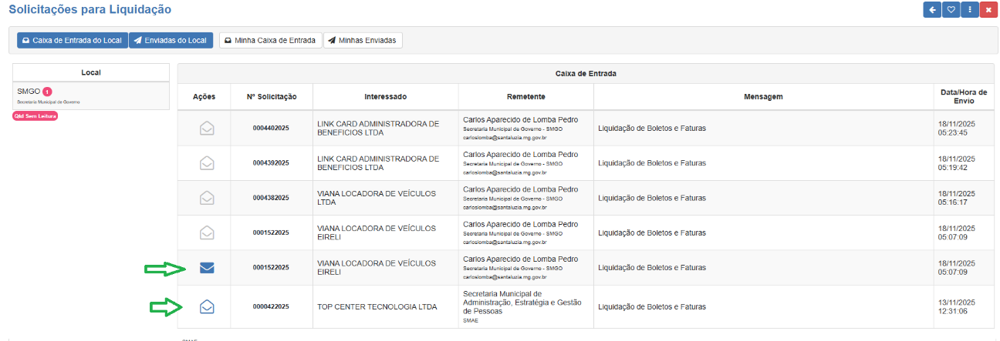 Solicitações para Liquidação
Caixa de Entrada do Local
Enviadas do Local
Minha Caixa de Entrada
Minhas Enviadas
Local
SMGO 1
Secretaria Municipal de Governo
Qtd Sem Leitura
Caixa de Entrada
Ações
Nº Solicitação
Interessado
Remetente
Mensagem
Data/Hora de
Envio
0004402025
LINK CARD ADMINISTRADORA DE
BENEFICIOS LTDA
Carlos Aparecido de Lomba Pedro
Secretaria Municipal de Governo - SMGO
carloslomba@santaluzia.mg.gov.br
Liquidação de Boletos e Faturas
18/11/2025
05:23:45
0004392025
LINK CARD ADMINISTRADORA DE
BENEFICIOS LTDA
Carlos Aparecido de Lomba Pedro
Secretaria Municipal de Governo - SMGO
carloslomba@santaluzia.mg.gov.br
Liquidação de Boletos e Faturas
18/11/2025
05:19:42
0004382025
VIANA LOCADORA DE VEÍCULOS
LTDA
Carlos Aparecido de Lomba Pedro
Secretaria Municipal de Governo - SMGO
carloslomba@santaluzia.mg.gov.br
Liquidação de Boletos e Faturas
18/11/2025
05:16:17
0001522025
VIANA LOCADORA DE VEÍCULOS
EIRELI
Carlos Aparecido de Lomba Pedro
Secretaria Municipal de Governo - SMGO
carloslomba@santaluzia.mg.gov.br
Liquidação de Boletos e Faturas
18/11/2025
05:07:09
0001522025
VIANA LOCADORA DE VEÍCULOS
EIRELI
Carlos Aparecido de Lomba Pedro
Secretaria Municipal de Governo - SMGO
carloslomba@santaluzia.mg.gov.br
Liquidação de Boletos e Faturas
18/11/2025
05:07:09
0000422025
TOP CENTER TECNOLOGIA LTDA
Secretaria Municipal de
Administração, Estratégia e Gestão
de Pessoas
SMAE
Liquidação de Boletos e Faturas
13/11/2025
12:31:06